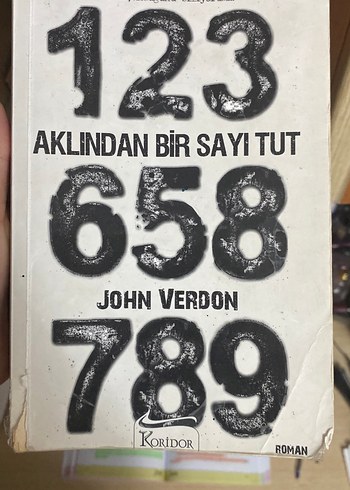 123
AKLINDAN BİR SAYI TUT
658
JOHN VERDON
789
KORİDOR
ROMAN